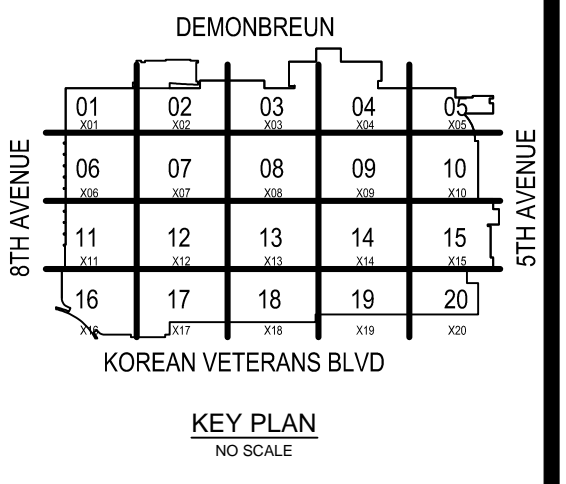 DEMONBREUN
01 02 03 04 05
X01 X02 X03 X04 X05
8TH AVENUE
06 07 08 09 10
X06 X07 X08 X09 X10
5TH AVENUE
11 12 13 14 15
X11 X12 X13 X14 X15
16 17 18 19 20
X16 X17 X18 X19 X20
KOREAN VETERANS BLVD
KEY PLAN
NO SCALE